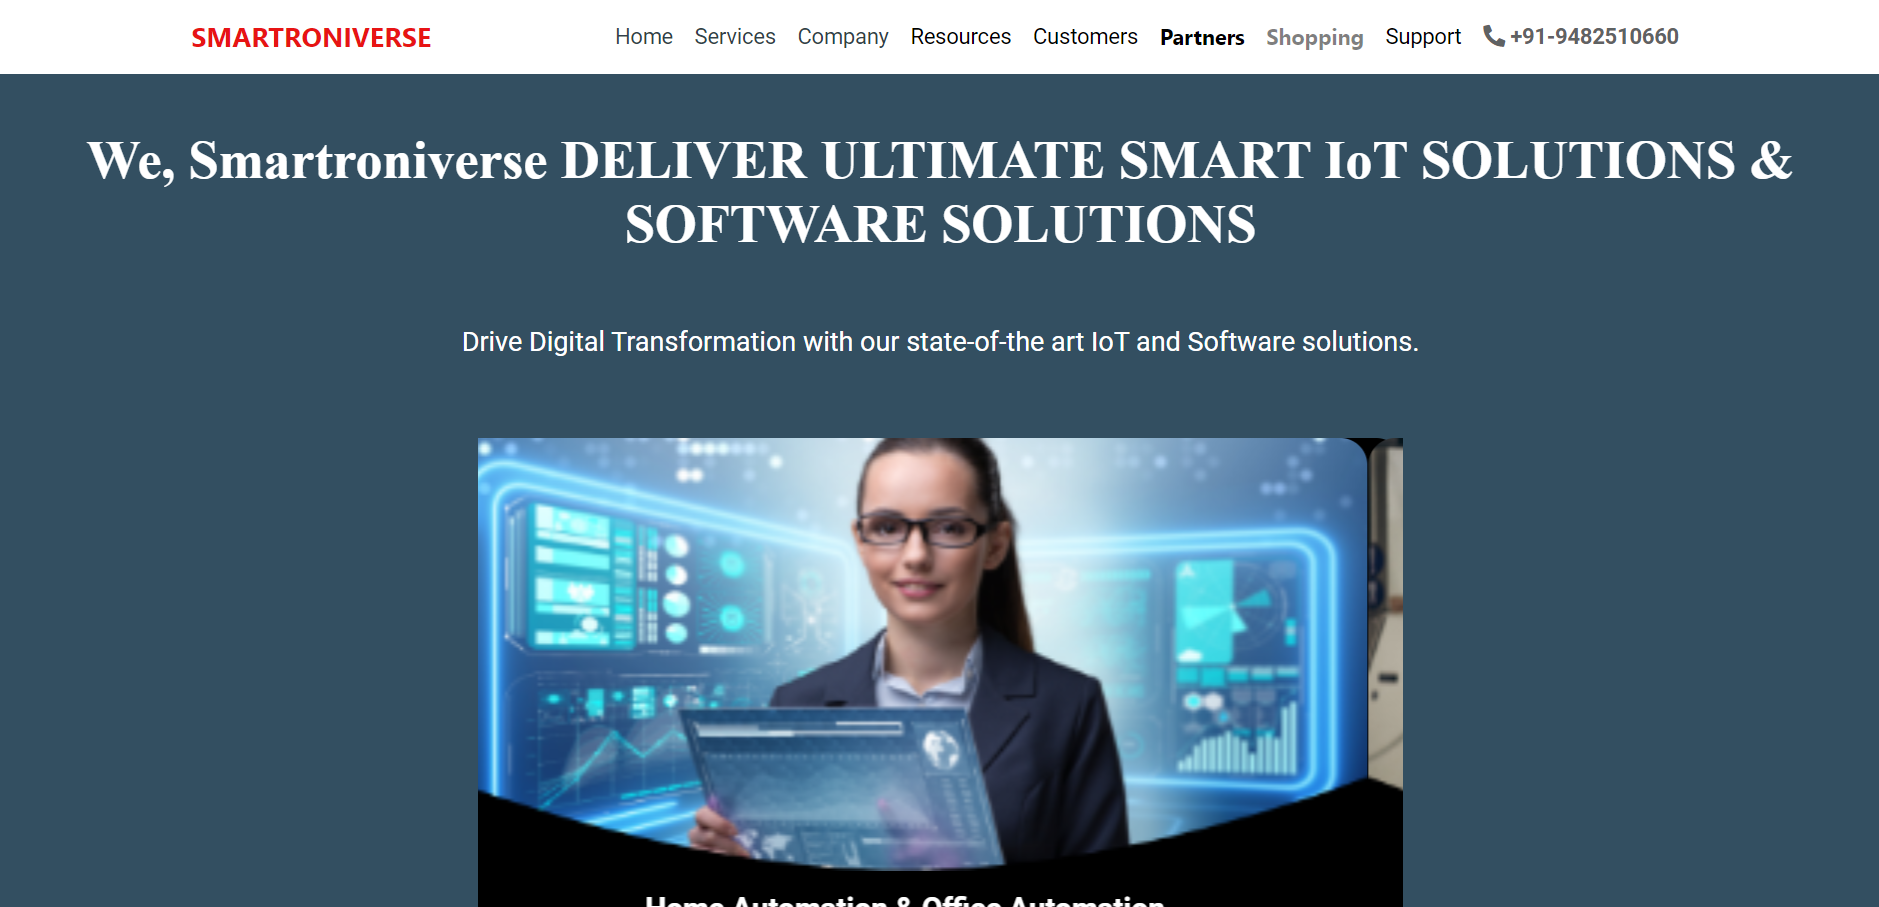 SMARTRONIVERSE Home Services Company Resources Customers Partners Shopping Support +91-9482510660
We, Smartroniverse DELIVER ULTIMATE SMART IoT SOLUTIONS &
SOFTWARE SOLUTIONS
Drive Digital Transformation with our state-of-the art IoT and Software solutions.
Home Automation & Office Automation